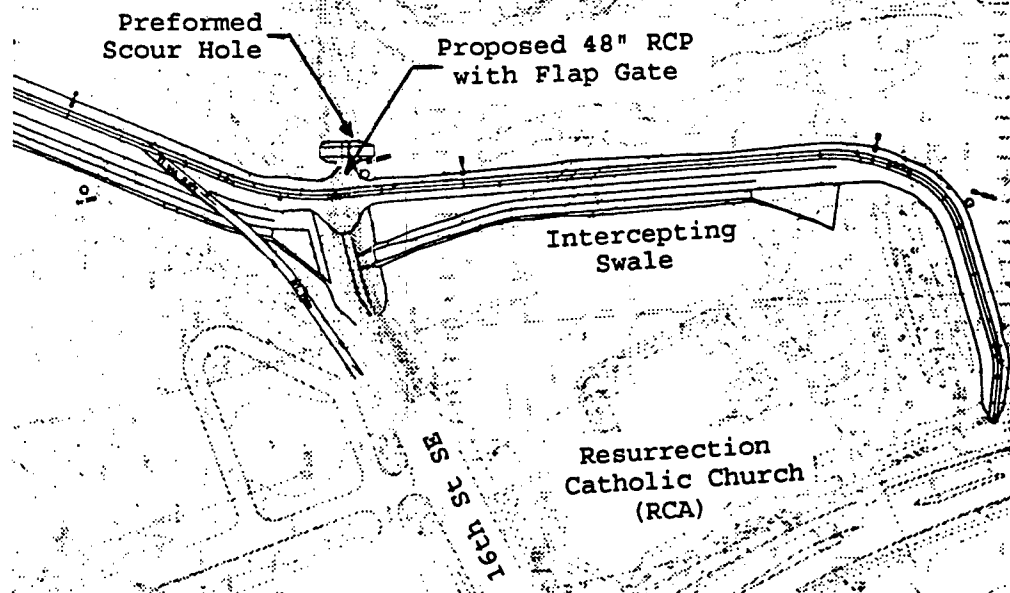 Preformed
Scour Hole
Proposed 48" RCP
with Flap Gate
Intercepting
Swale
Resurrection
Catholic Church
(RCA)
16th St SE